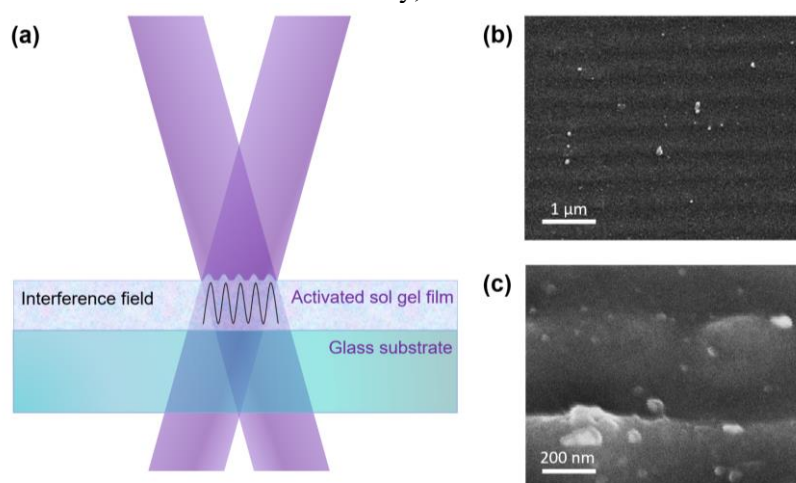 (a)
Interference field
Activated sol gel film
Glass substrate
(b)
1 µm
(c)
200 nm